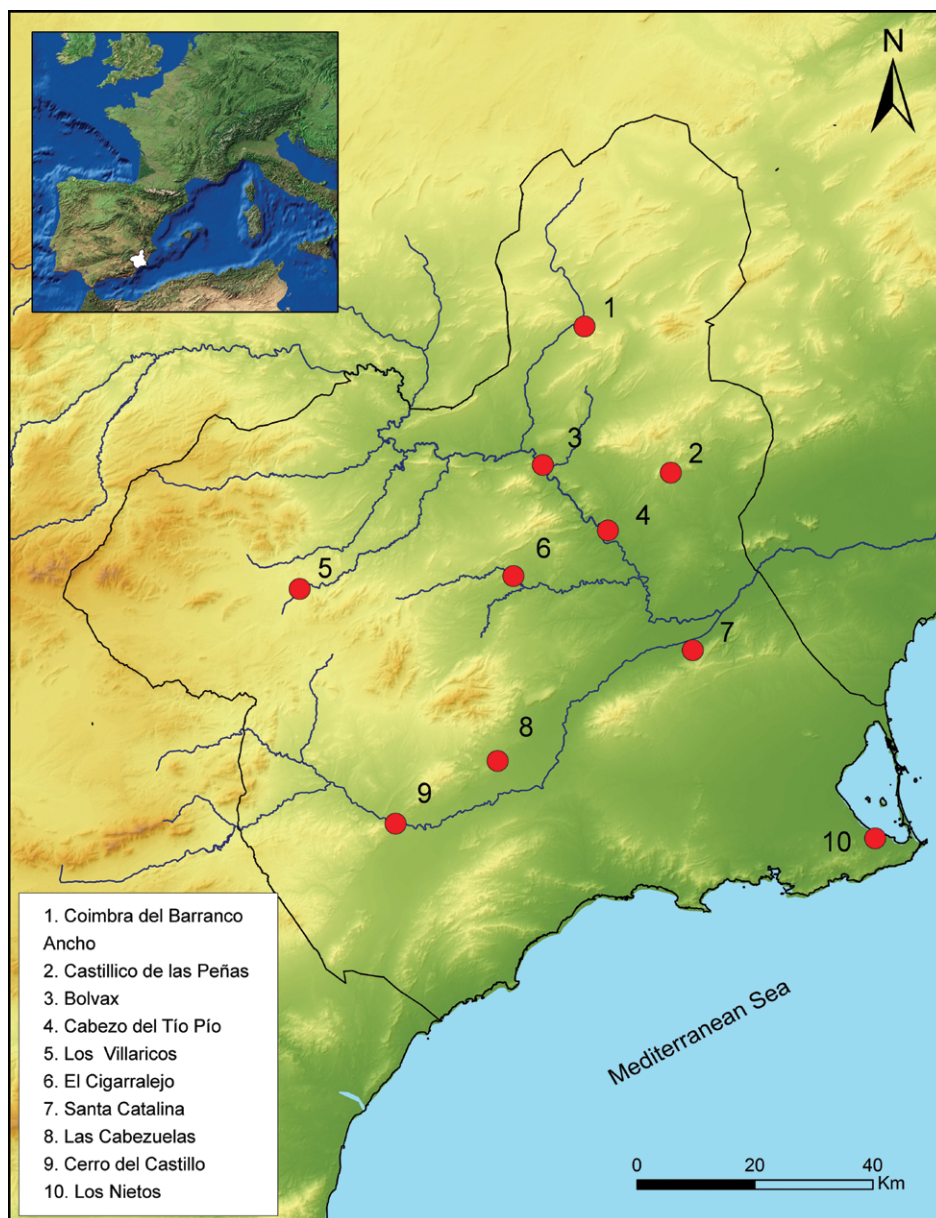 N
1
3
2
4
6
5
7
8
9
10
1. Coimbra del Barranco
Ancho
2. Castillico de las Peñas
3. Bolvax
4. Cabezo del Tío Pío
5. Los Villaricos
6. El Cigarralejo
7. Santa Catalina
8. Las Cabezuelas
9. Cerro del Castillo
10. Los Nietos
Mediterranean Sea
0 20 40
Km